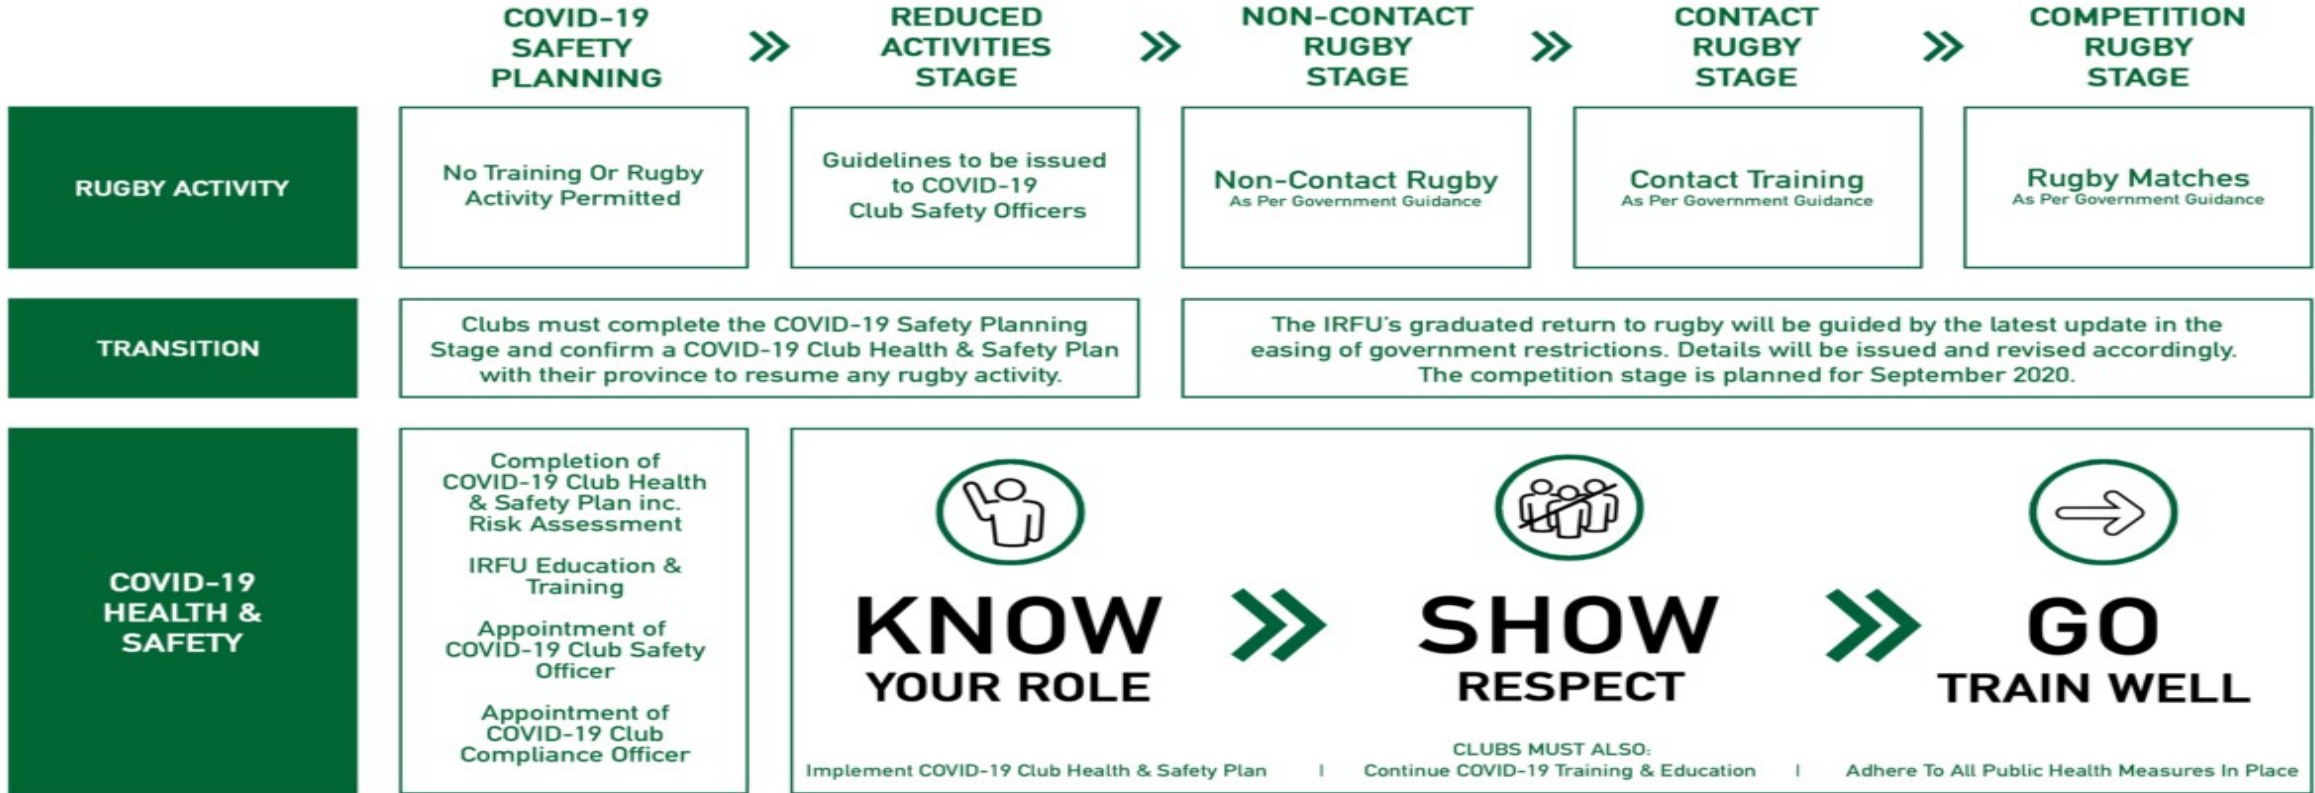 COVID-19
SAFETY
PLANNING
REDUCED
ACTIVITIES
STAGE
NON-CONTACT
RUGBY
STAGE
CONTACT
RUGBY
STAGE
COMPETITION
RUGBY
STAGE
RUGBY ACTIVITY
No Training Or Rugby
Activity Permitted
Guidelines to be issued
to COVID-19
Club Safety Officers
Non-Contact Rugby
As Per Government Guidance
Contact Training
As Per Government Guidance
Rugby Matches
As Per Government Guidance
TRANSITION
Clubs must complete the COVID-19 Safety Planning
Stage and confirm a COVID-19 Club Health & Safety Plan
with their province to resume any rugby activity.
The IRFU's graduated return to rugby will be guided by the latest update in the
easing of government restrictions. Details will be issued and revised accordingly.
The competition stage is planned for September 2020.
COVID-19
HEALTH &
SAFETY
Completion of
COVID-19 Club Health
& Safety Plan inc.
Risk Assessment
IRFU Education &
Training
Appointment of
COVID-19 Club Safety
Officer
Appointment of
COVID-19 Club
Compliance Officer
KNOW
YOUR ROLE
SHOW
RESPECT
GO
TRAIN WELL
CLUBS MUST ALSO:
Implement COVID-19 Club Health & Safety Plan | Continue COVID-19 Training & Education | Adhere To All Public Health Measures In Place